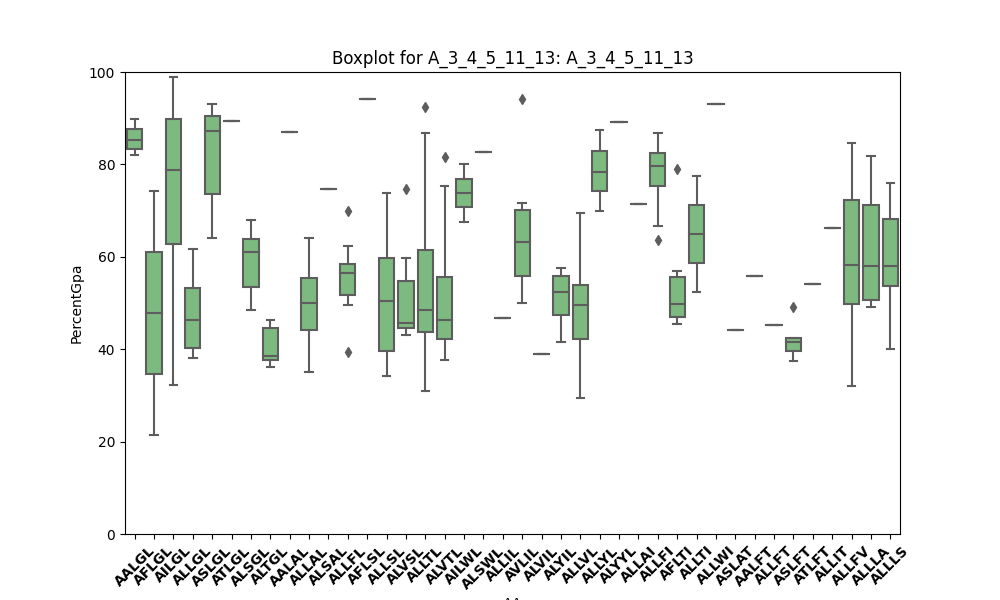 Boxplot for A_3_4_5_11_13: A_3_4_5_11_13
100
80
60
40
20
0
PercentGpa
AALGL
AFLGL
AILGL
ALLGL
ASLGL
ATLGL
ALSGL
ALTGL
AALAL
ALLAL
ALSAL
ALLFL
AFLSL
ALLSL
ALVSL
ALLTL
ALVTL
AILWL
ALSWL
ALLIL
AVLIL
ALVIL
ALYIL
ALLVL
ALLYL
ALYYL
ALLAI
ALLFI
AFLTI
ALLTI
ALLWI
ASLAT
AALFT
ALLFT
ASLFT
ATLFT
ALLIT
ALLFV
ALLLA
ALLLS